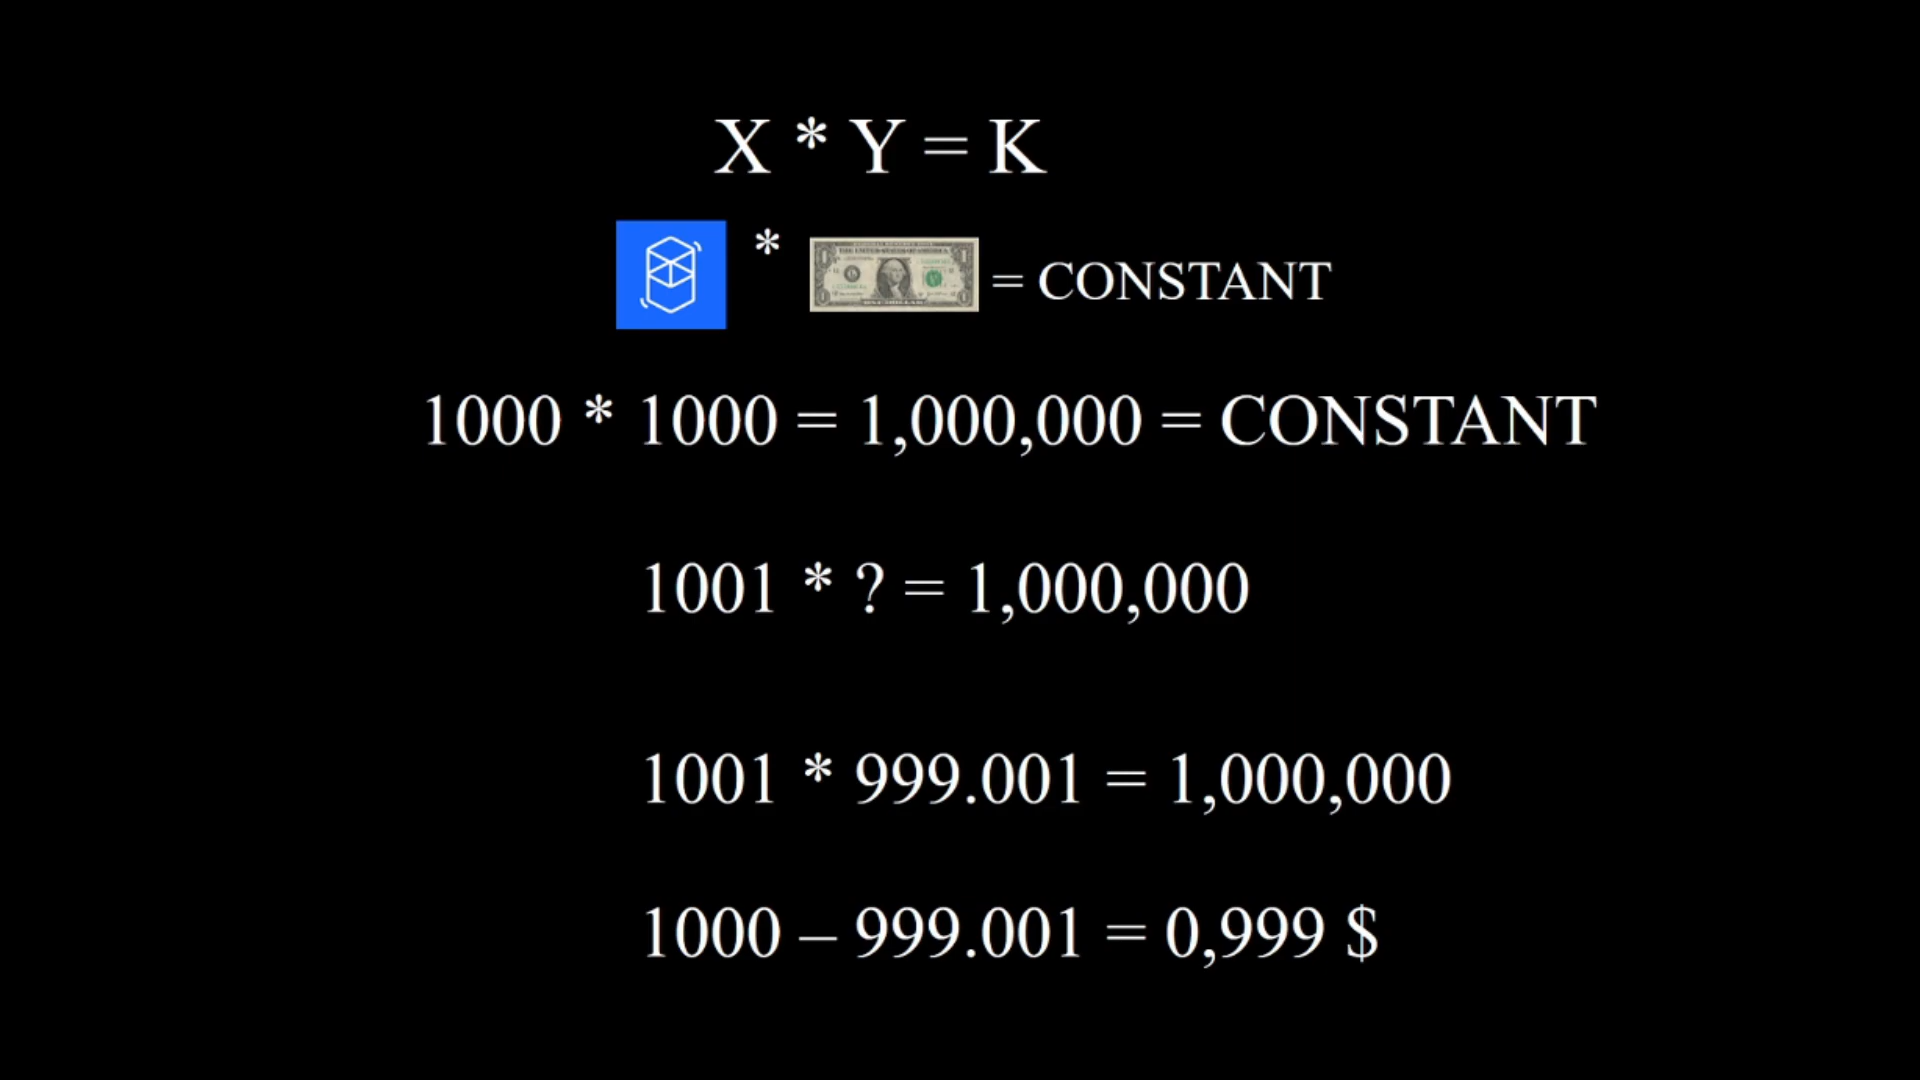 X * Y = K
* = CONSTANT
1000 * 1000 = 1,000,000 = CONSTANT
1001 * ? = 1,000,000
1001 * 999.001 = 1,000,000
1000 – 999.001 = 0,999 $